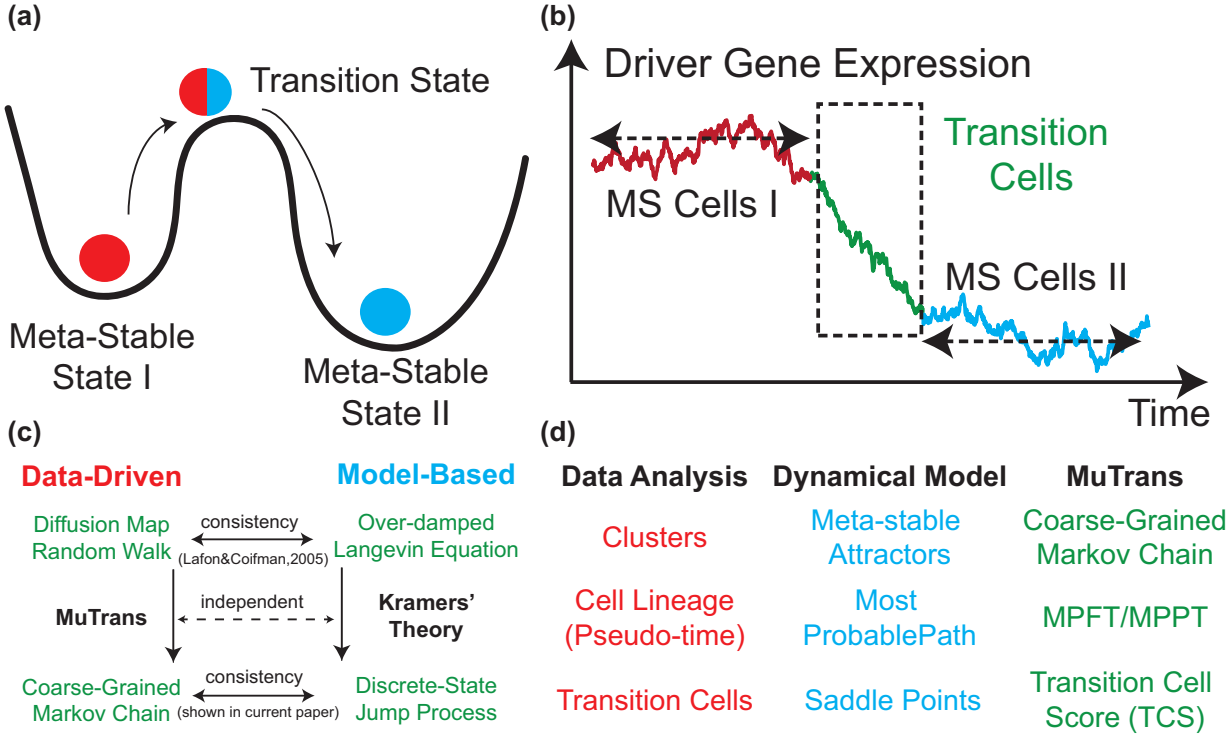 (a)
Transition State
Meta-Stable
State I
Meta-Stable
State II
(b)
Driver Gene Expression
Transition
Cells
MS Cells I
MS Cells II
Time
(c)
Data-Driven
Model-Based
Diffusion Map
Random Walk
consistency
(Lafon&Coifman,2005)
Over-damped
Langevin Equation
MuTrans
independent
Kramers'
Theory
Coarse-Grained
Markov Chain
consistency
(shown in current paper)
Discrete-State
Jump Process
(d)
Data Analysis
Dynamical Model
MuTrans
Clusters
Meta-stable
Attractors
Coarse-Grained
Markov Chain
Cell Lineage
(Pseudo-time)
Most
ProbablePath
MPFT/MPPT
Transition Cells
Saddle Points
Transition Cell
Score (TCS)